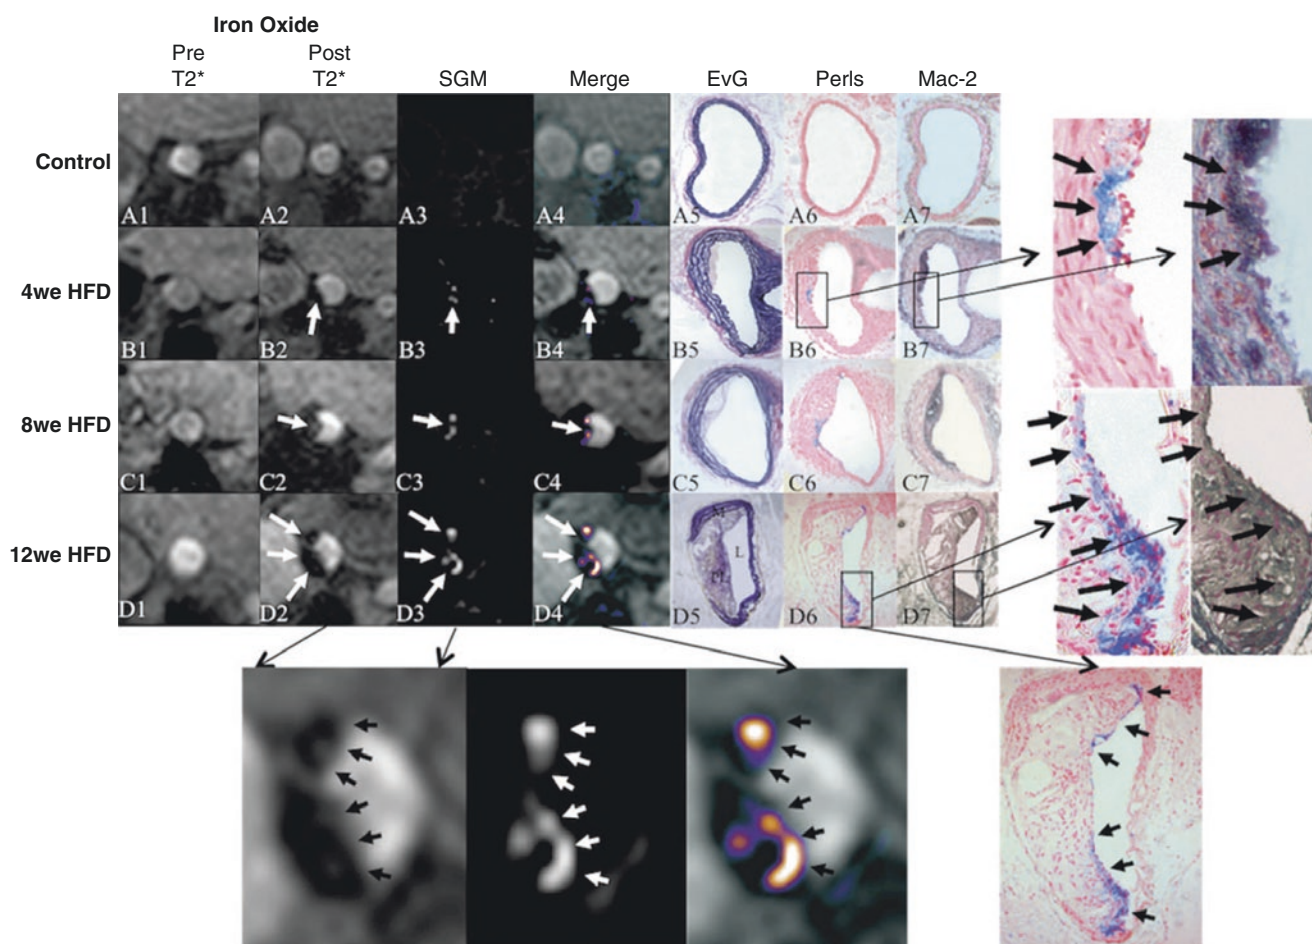 Iron Oxide
Pre T2*
Post T2*
SGM
Merge
EvG
Perls
Mac-2
Control
A1 A2 A3 A4 A5 A6 A7
4we HFD
B1 B2 B3 B4 B5 B6 B7
8we HFD
C1 C2 C3 C4 C5 C6 C7
12we HFD
L
D1 D2 D3 D4 D5 D6 D7